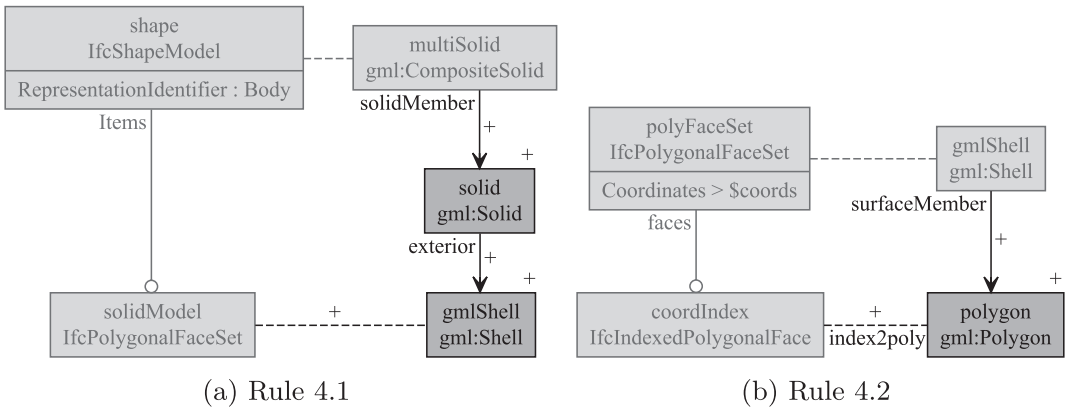 shape
IfcShapeModel
RepresentationIdentifier : Body
Items
multiSolid
gml:CompositeSolid
solidMember
+
+
solid
gml:Solid
exterior
+
+
solidModel
IfcPolygonalFaceSet
+
gmlShell
gml:Shell
(a) Rule 4.1
polyFaceSet
IfcPolygonalFaceSet
Coordinates > $coords
faces
gmlShell
gml:Shell
surfaceMember
+
+
coordIndex
IfcIndexedPolygonalFace
+
index2poly
polygon
gml:Polygon
(b) Rule 4.2